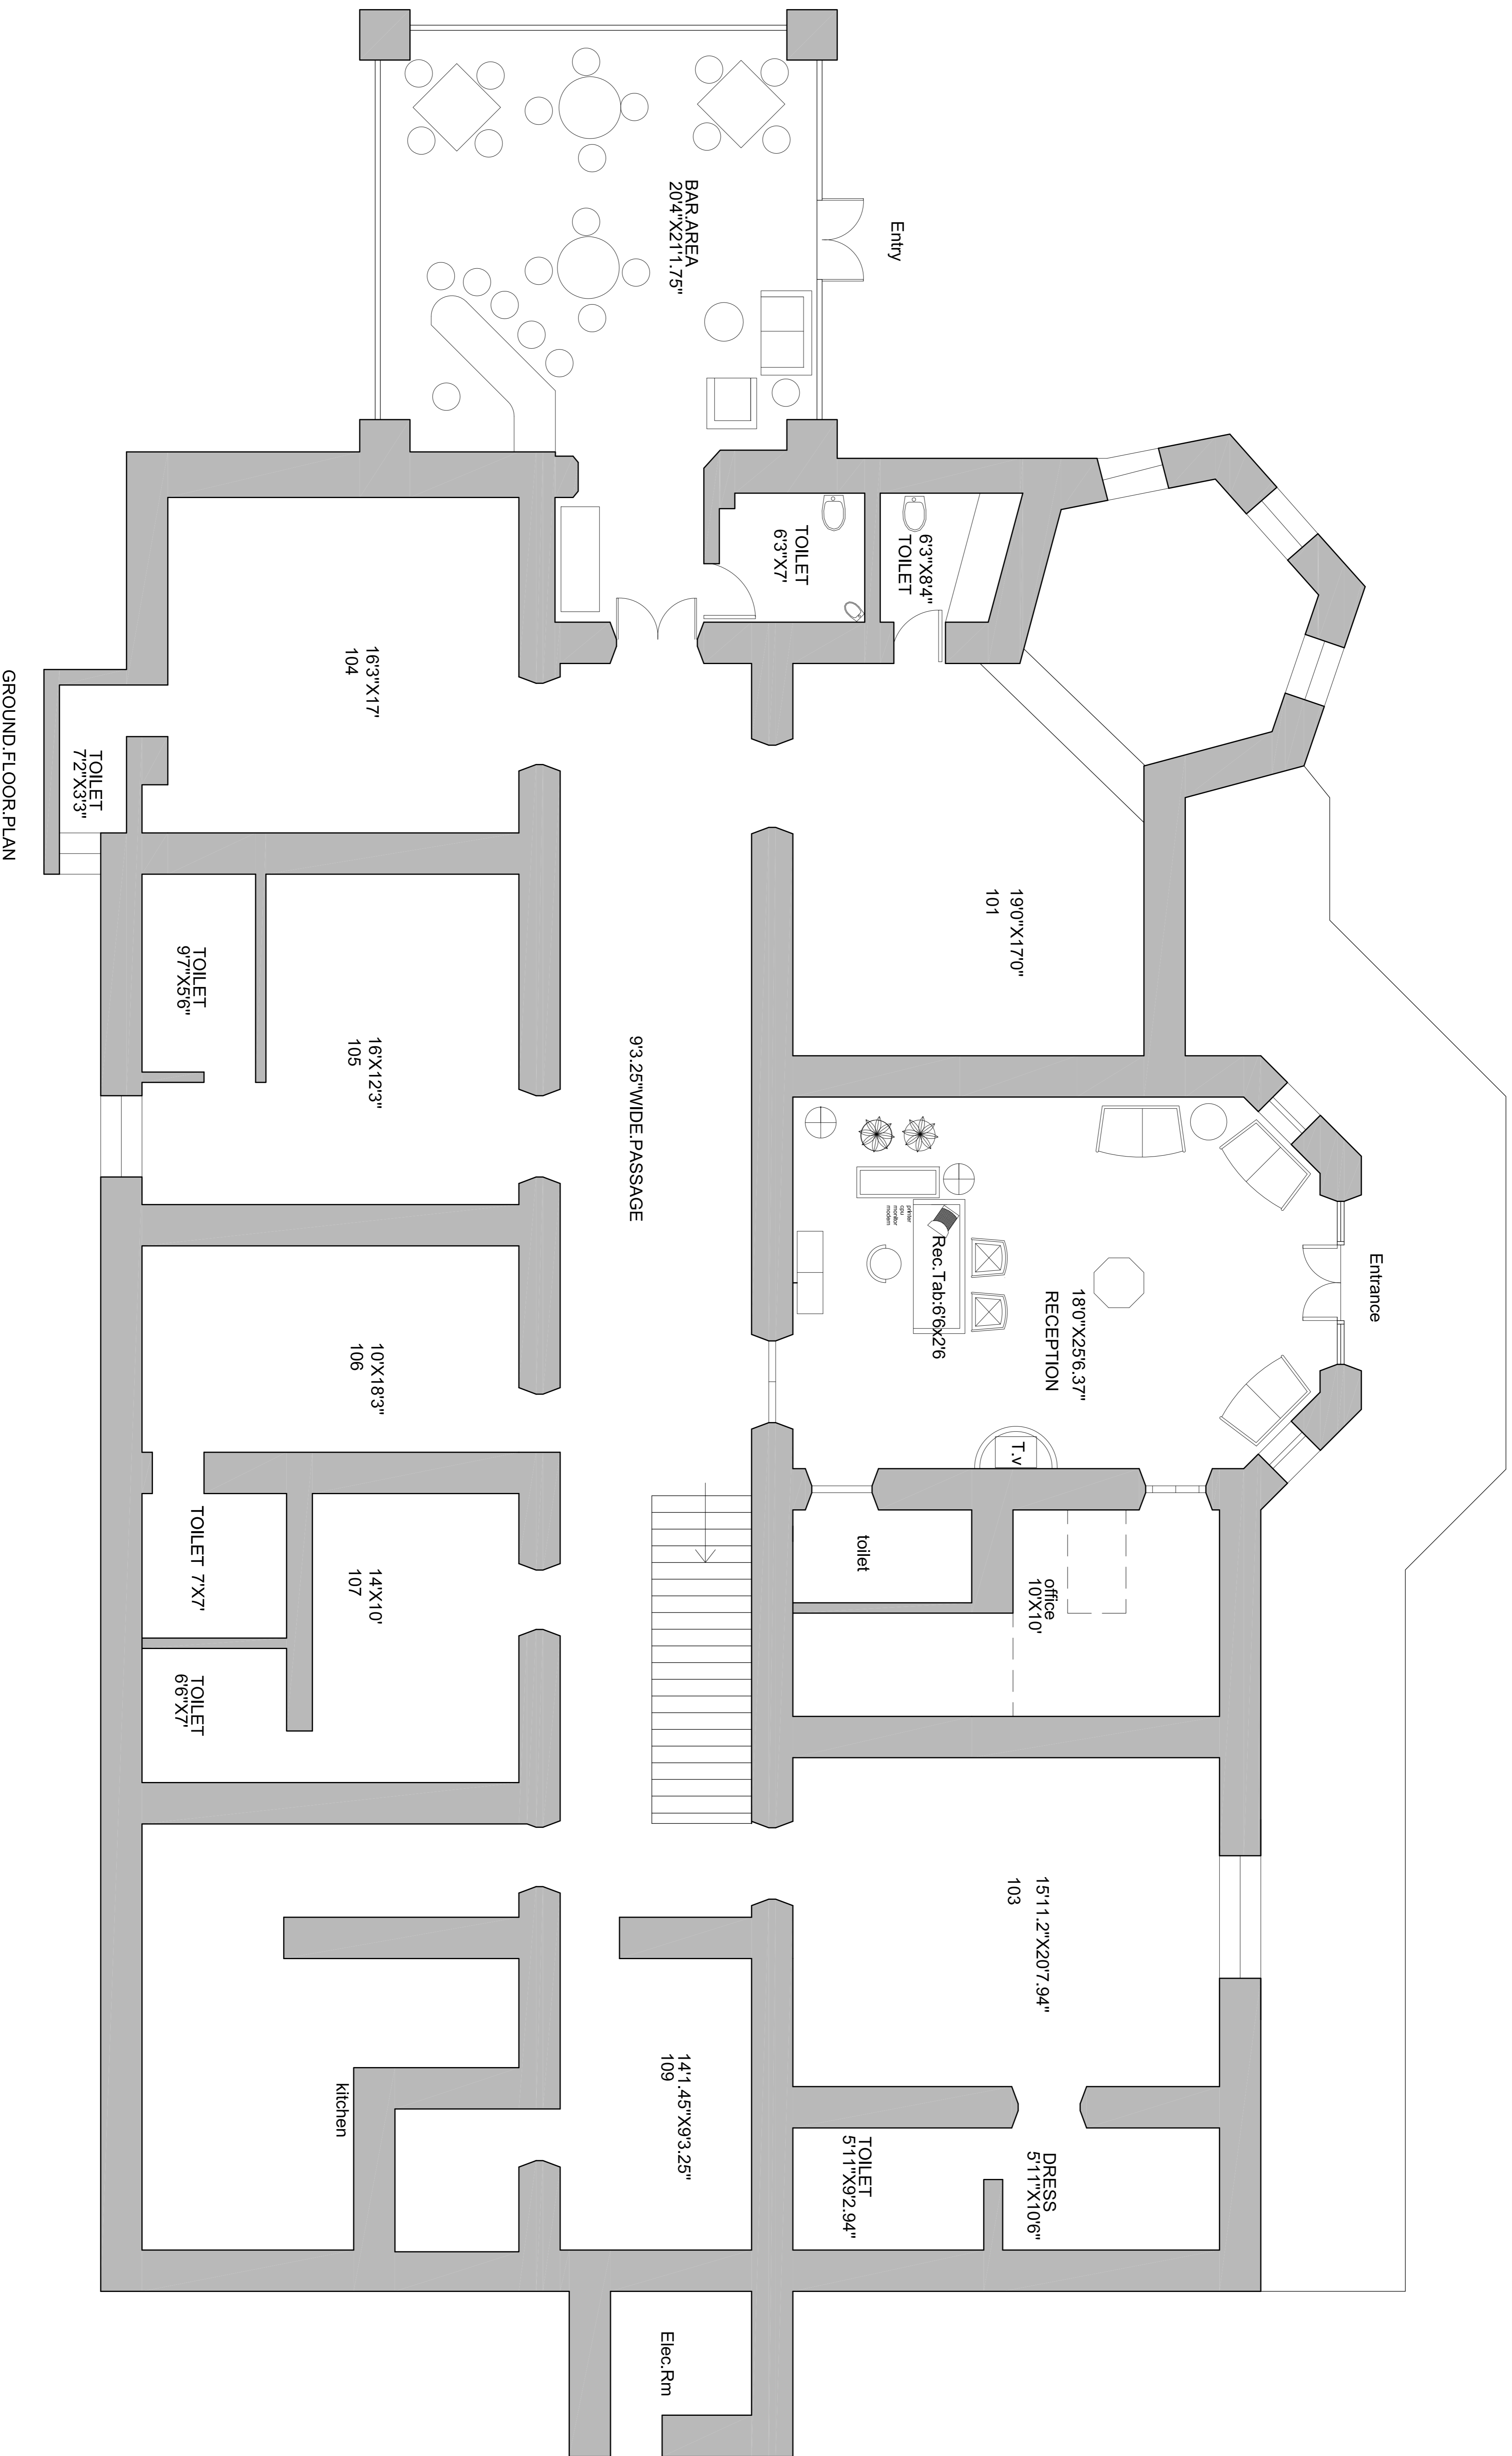 Entrance
Entry
BAR.AREA
20'4"X21'1.75"
6'3"X8'4"
TOILET
TOILET
6'3"X7'
19'0"X17'0"
101
18'0"X25'6.37"
RECEPTION
Rec.Tab:6'6x2'6
printer
cpu
monitor
modem
T.v
toilet
office
10'X10'
15'11.2"X20'7.94"
103
DRESS
5'11"X10'6"
TOILET
5'11"X9'2.94"
9'3.25"WIDE.PASSAGE
14'1.45"X9'3.25"
109
Elec.Rm
16'3"X17'
104
TOILET
7'2"X3'3"
16'X12'3"
105
TOILET
9'7"X5'6"
10'X18'3"
106
TOILET 7'X7'
14'X10'
107
TOILET
6'6"X7'
kitchen
GROUND.FLOOR.PLAN